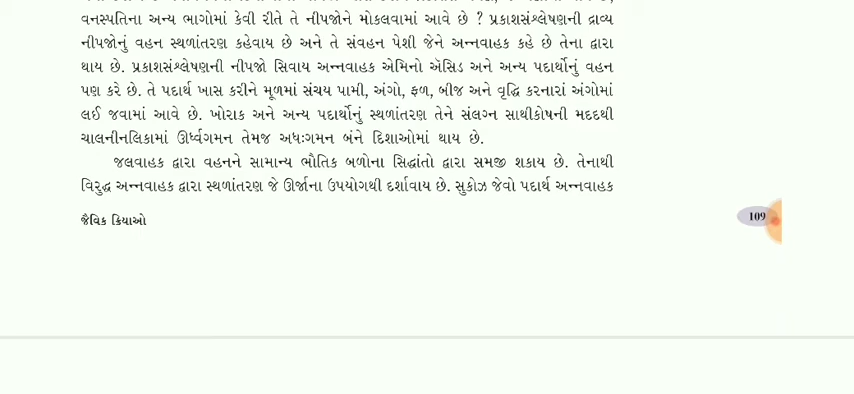 વનસ્પતિના અન્ય ભાગોમાં કેવી રીતે તે નીપજોને મોકલવામાં આવે છે ? પ્રકાશસંશ્લેષણની દ્રાવ્ય
નીપજોનું વહન સ્થળાંતરણ કહેવાય છે અને તે સંવહન પેશી જેને અન્નવાહક કહે છે તેના દ્વારા
થાય છે. પ્રકાશસંશ્લેષણની નીપજો સિવાય અન્નવાહક એમિનો ઍસિડ અને અન્ય પદાર્થોનું વહન
પણ કરે છે. તે પદાર્થ ખાસ કરીને મૂળમાં સંચય પામી, અંગો, ફળ, બીજ અને વૃદ્ધિ કરનારાં અંગોમાં
લઈ જવામાં આવે છે. ખોરાક અને અન્ય પદાર્થોનું સ્થળાંતરણ તેને સંલગ્ન સાથીકોષની મદદથી
ચાલનીનલિકામાં ઊર્ધ્વગમન તેમજ અધઃગમન બંને દિશાઓમાં થાય છે.
જલવાહક દ્વારા વહનને સામાન્ય ભૌતિક બળોના સિદ્ધાંતો દ્વારા સમજી શકાય છે. તેનાથી
વિરુદ્ધ અન્નવાહક દ્વારા સ્થળાંતરણ જે ઊર્જાના ઉપયોગથી દર્શાવાય છે. સુક્રોઝ જેવો પદાર્થ અન્નવાહક
જૈવિક ક્રિયાઓ
109